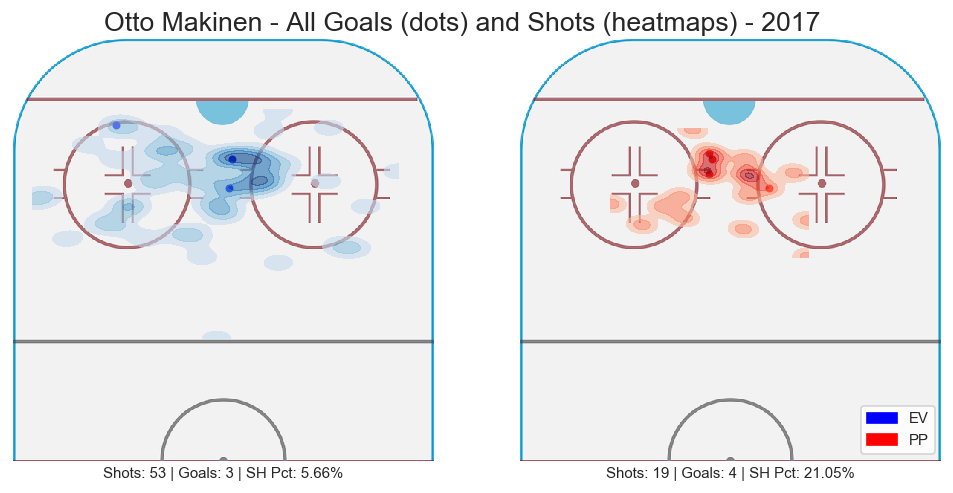 Otto Makinen - All Goals (dots) and Shots (heatmaps) - 2017
EV
PP
Shots: 53 | Goals: 3 | SH Pct: 5.66%
Shots: 19 | Goals: 4 | SH Pct: 21.05%